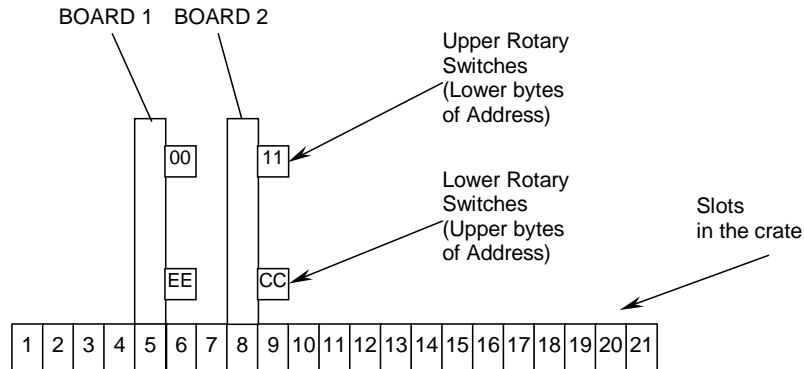 BOARD 1 BOARD 2
Upper Rotary
Switches
(Lower bytes
of Address)
00 11
Lower Rotary
Switches
(Upper bytes
of Address)
Slots
in the crate
EE CC
1 2 3 4 5 6 7 8 9 10 11 12 13 14 15 16 17 18 19 20 21